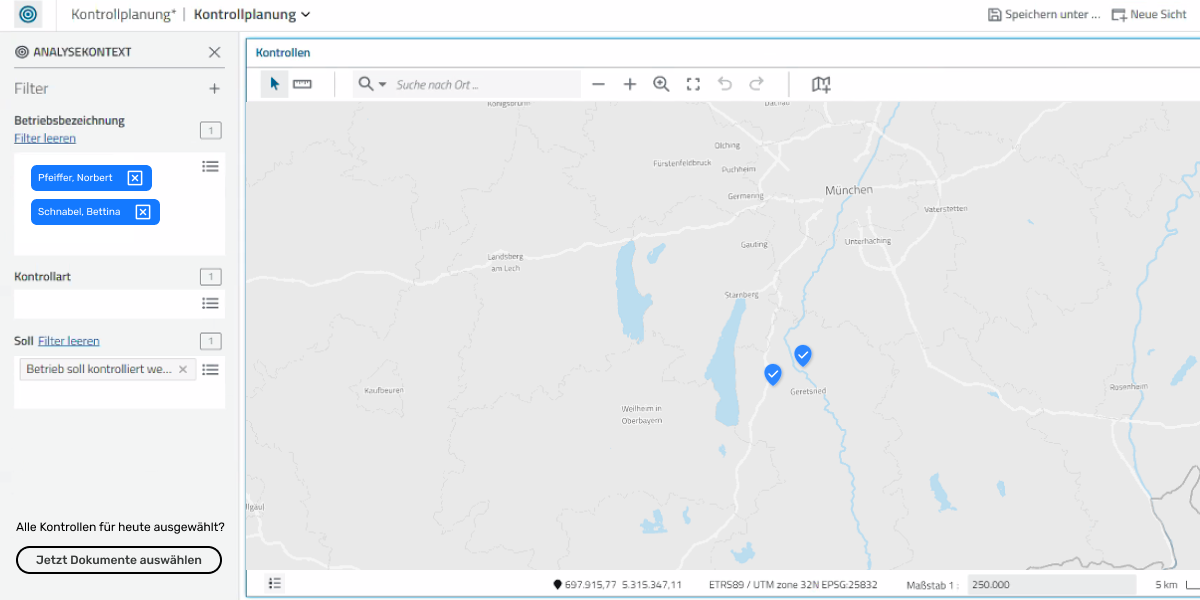 Kontrollplanung* | Kontrollplanung
Speichern unter ...
Neue Sicht
ANALYSEKONTEXT
Filter
Betriebsbezeichnung
Filter leeren
1
Pfeiffer, Norbert
Schnabel, Bettina
Kontrollart
1
Soll Filter leeren
1
Betrieb soll kontrolliert we...
Alle Kontrollen für heute ausgewählt?
Jetzt Dokumente auswählen
Kontrollen
Suche nach Ort ...
Königsbrunn
Dachau
Olching
Fürstenfeldbruck
Puchheim
Germering
München
Vaterstetten
Gauting
Unterhaching
Landsberg
am Lech
Starnberg
Geretsried
Kaufbeuren
Weilheim in
Oberbayern
Rosenheim
llgäu
697.915,77 5.315.347,11
ETRS89 / UTM zone 32N EPSG:25832
Maßstab 1 :
250.000
5 km